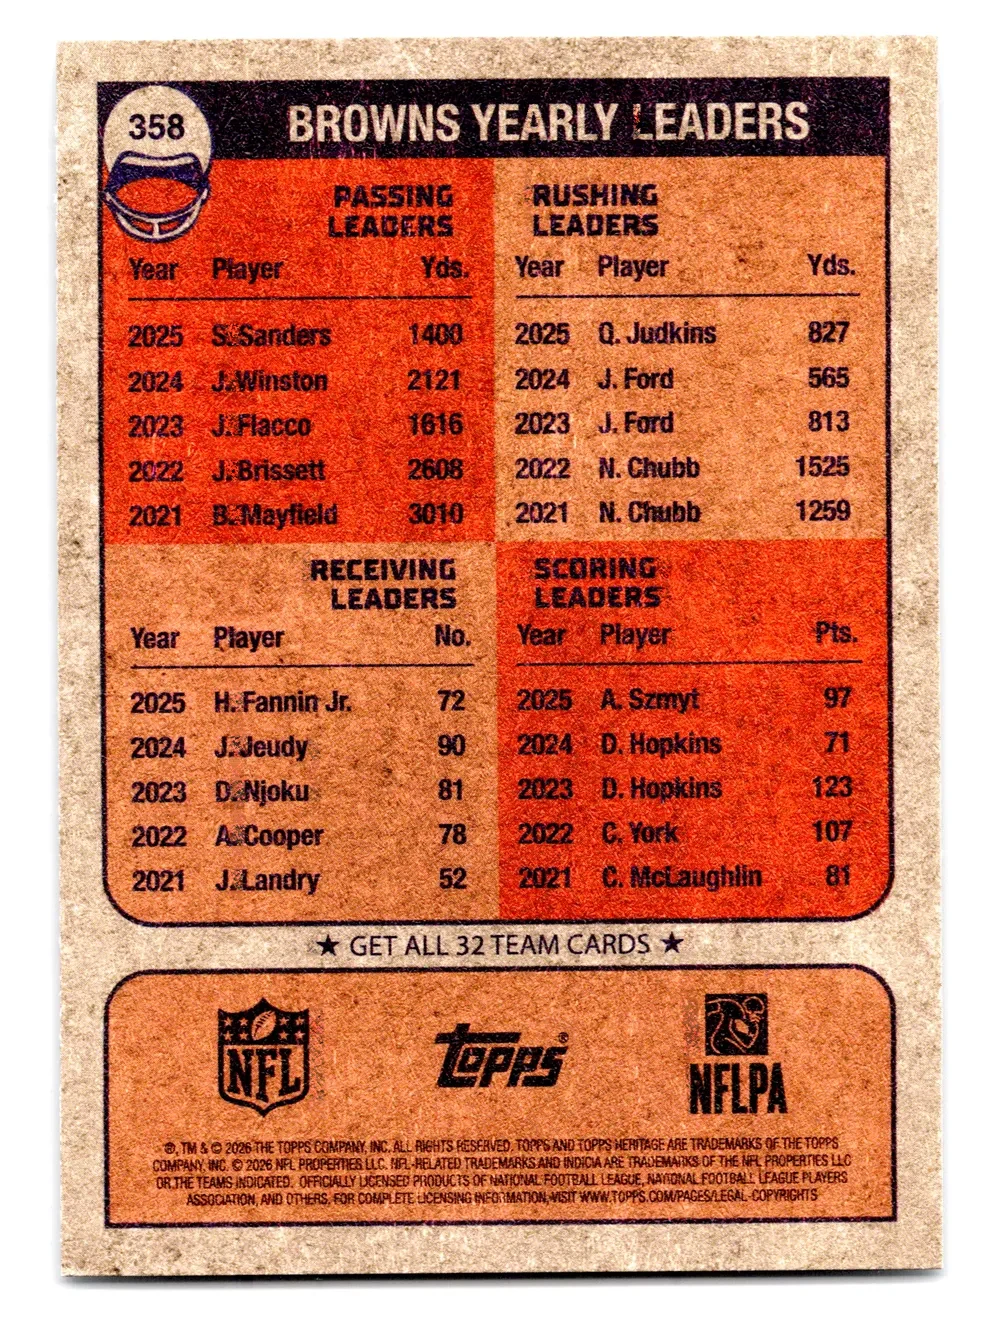 358
BROWNS YEARLY LEADERS
PASSING
LEADERS
Year Player Yds.
2025 S. Sanders 1400
2024 J. Winston 2121
2023 J. Flacco 1616
2022 J. Brissett 2608
2021 B. Mayfield 3010
RUSHING
LEADERS
Year Player Yds.
2025 Q. Judkins 827
2024 J. Ford 565
2023 J. Ford 813
2022 N. Chubb 1525
2021 N. Chubb 1259
RECEIVING
LEADERS
Year Player No.
2025 H. Fannin Jr. 72
2024 J. Jeudy 90
2023 D. Njoku 81
2022 A. Cooper 78
2021 J. Landry 52
SCORING
LEADERS
Year Player Pts.
2025 A. Szmyt 97
2024 D. Hopkins 71
2023 D. Hopkins 123
2022 C. York 107
2021 C. McLaughlin 81
★ GET ALL 32 TEAM CARDS ★
NFL
topps®
NFLPA
®, TM & © 2026 THE TOPPS COMPANY, INC. ALL RIGHTS RESERVED. TOPPS AND TOPPS HERITAGE ARE TRADEMARKS OF THE TOPPS
COMPANY, INC. © 2026 NFL PROPERTIES LLC. NFL-RELATED TRADEMARKS AND INDICIA ARE TRADEMARKS OF THE NFL PROPERTIES LLC
OR THE TEAMS INDICATED. OFFICIALLY LICENSED PRODUCTS OF NATIONAL FOOTBALL LEAGUE, NATIONAL FOOTBALL LEAGUE PLAYERS
ASSOCIATION, AND OTHERS. FOR COMPLETE LICENSING INFORMATION, VISIT WWW.TOPPS.COM/PAGES/LEGAL-COPYRIGHTS